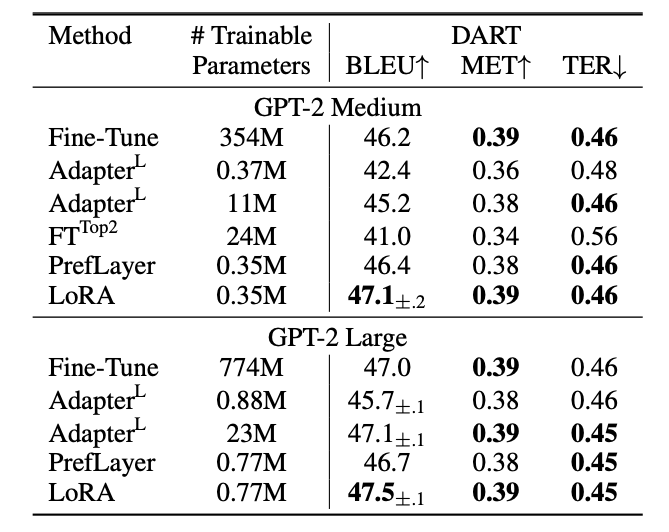 Method # Trainable DART
Parameters BLEU↑ MET↑ TER↓
GPT-2 Medium
Fine-Tune 354M 46.2 0.39 0.46
Adapter^L 0.37M 42.4 0.36 0.48
Adapter^L 11M 45.2 0.38 0.46
FT^Top2 24M 41.0 0.34 0.56
PrefLayer 0.35M 46.4 0.38 0.46
LoRA 0.35M 47.1±.2 0.39 0.46
GPT-2 Large
Fine-Tune 774M 47.0 0.39 0.46
Adapter^L 0.88M 45.7±.1 0.38 0.46
Adapter^L 23M 47.1±.1 0.39 0.45
PrefLayer 0.77M 46.7 0.38 0.45
LoRA 0.77M 47.5±.1 0.39 0.45